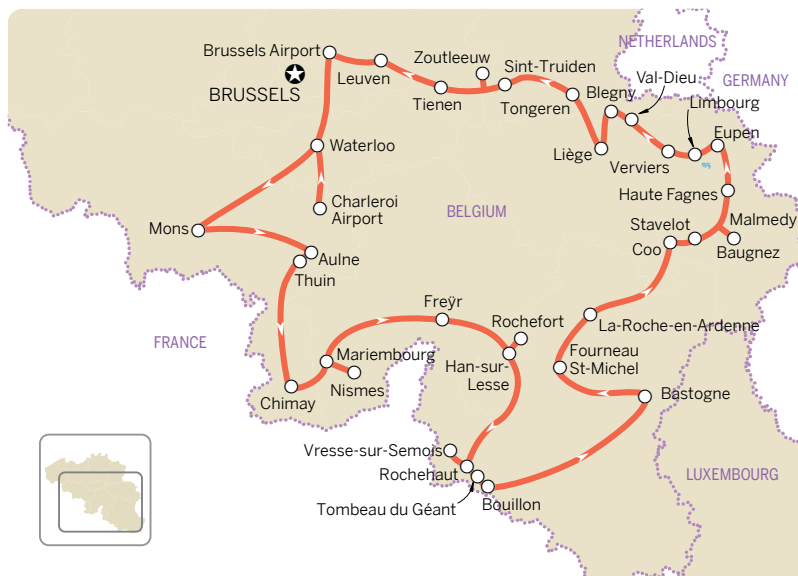 NETHERLANDS
Brussels Airport
Zoutleeuw
Sint-Truiden
Val-Dieu
GERMANY
Leuven
BRUSSELS
Tienen
Tongeren
Blegny
Limbourg
Eupen
Waterloo
Liège
Verviers
Haute Fagnes
Charleroi
Airport
BELGIUM
Mons
Stavelot
Malmedy
Coo
Baugnez
Aulne
Thuin
Freÿr
Rochefort
La-Roche-en-Ardenne
FRANCE
Mariembourg
Han-sur-
Lesse
Fourneau
St-Michel
Nismes
Chimay
Bastogne
Vresse-sur-Semois
Rochehaut
LUXEMBOURG
Tombeau du Géant
Bouillon